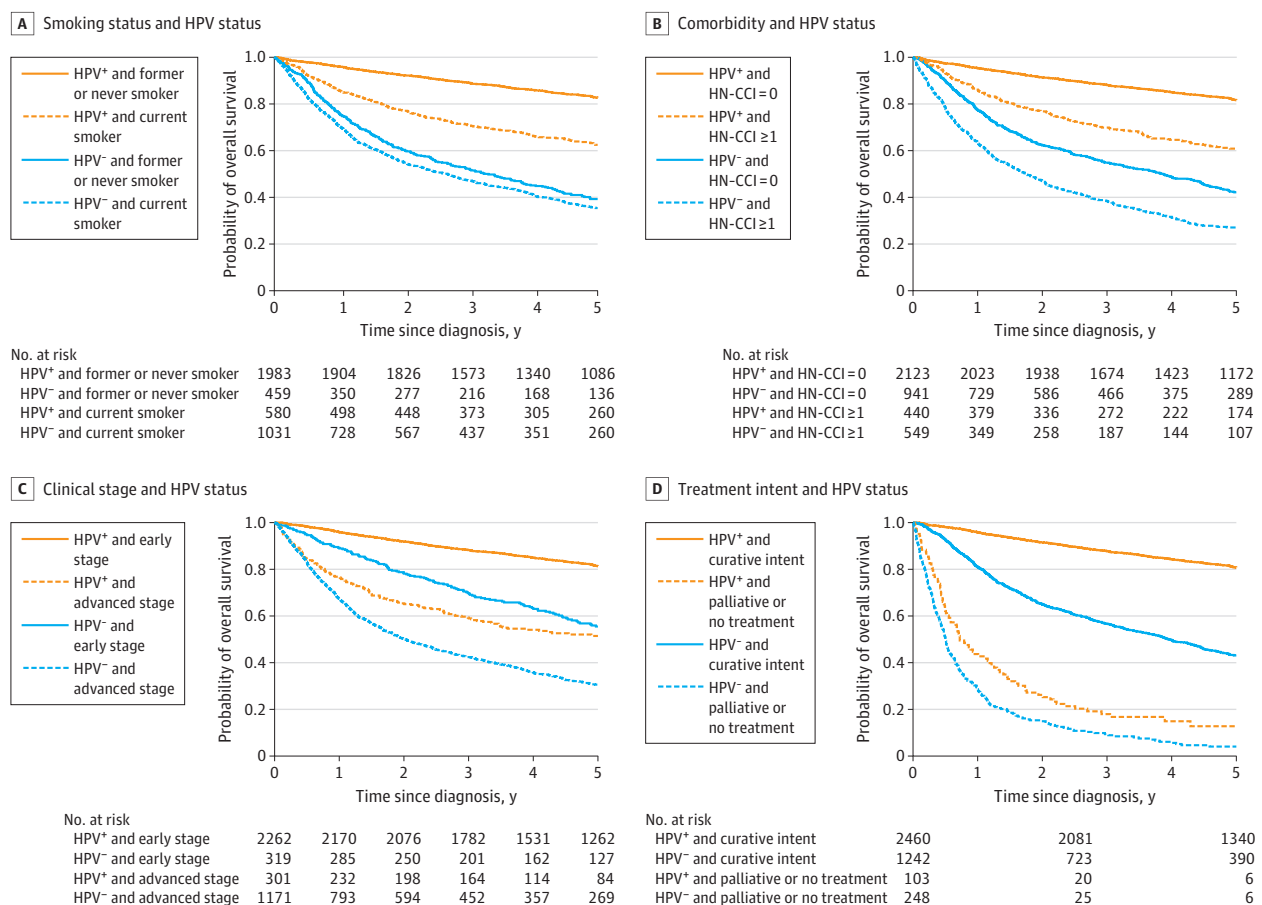 A Smoking status and HPV status
HPV⁺ and former
or never smoker
HPV⁺ and current
smoker
HPV⁻ and former
or never smoker
HPV⁻ and current
smoker
Probability of overall survival
1.0
0.8
0.6
0.4
0.2
0
0 1 2 3 4 5
Time since diagnosis, y
No. at risk
HPV⁺ and former or never smoker 1983 1904 1826 1573 1340 1086
HPV⁻ and former or never smoker 459 350 277 216 168 136
HPV⁺ and current smoker 580 498 448 373 305 260
HPV⁻ and current smoker 1031 728 567 437 351 260
B Comorbidity and HPV status
HPV⁺ and
HN-CCI = 0
HPV⁺ and
HN-CCI ≥1
HPV⁻ and
HN-CCI = 0
HPV⁻ and
HN-CCI ≥1
Probability of overall survival
1.0
0.8
0.6
0.4
0.2
0
0 1 2 3 4 5
Time since diagnosis, y
No. at risk
HPV⁺ and HN-CCI = 0 2123 2023 1938 1674 1423 1172
HPV⁻ and HN-CCI = 0 941 729 586 466 375 289
HPV⁺ and HN-CCI ≥1 440 379 336 272 222 174
HPV⁻ and HN-CCI ≥1 549 349 258 187 144 107
C Clinical stage and HPV status
HPV⁺ and early
stage
HPV⁺ and
advanced stage
HPV⁻ and
early stage
HPV⁻ and
advanced stage
Probability of overall survival
1.0
0.8
0.6
0.4
0.2
0
0 1 2 3 4 5
Time since diagnosis, y
No. at risk
HPV⁺ and early stage 2262 2170 2076 1782 1531 1262
HPV⁻ and early stage 319 285 250 201 162 127
HPV⁺ and advanced stage 301 232 198 164 114 84
HPV⁻ and advanced stage 1171 793 594 452 357 269
D Treatment intent and HPV status
HPV⁺ and
curative intent
HPV⁺ and
palliative or
no treatment
HPV⁻ and
curative intent
HPV⁻ and
palliative or
no treatment
Probability of overall survival
1.0
0.8
0.6
0.4
0.2
0
0 1 2 3 4 5
Time since diagnosis, y
No. at risk
HPV⁺ and curative intent 2460 2081 1340
HPV⁻ and curative intent 1242 723 390
HPV⁺ and palliative or no treatment 103 20 6
HPV⁻ and palliative or no treatment 248 25 6